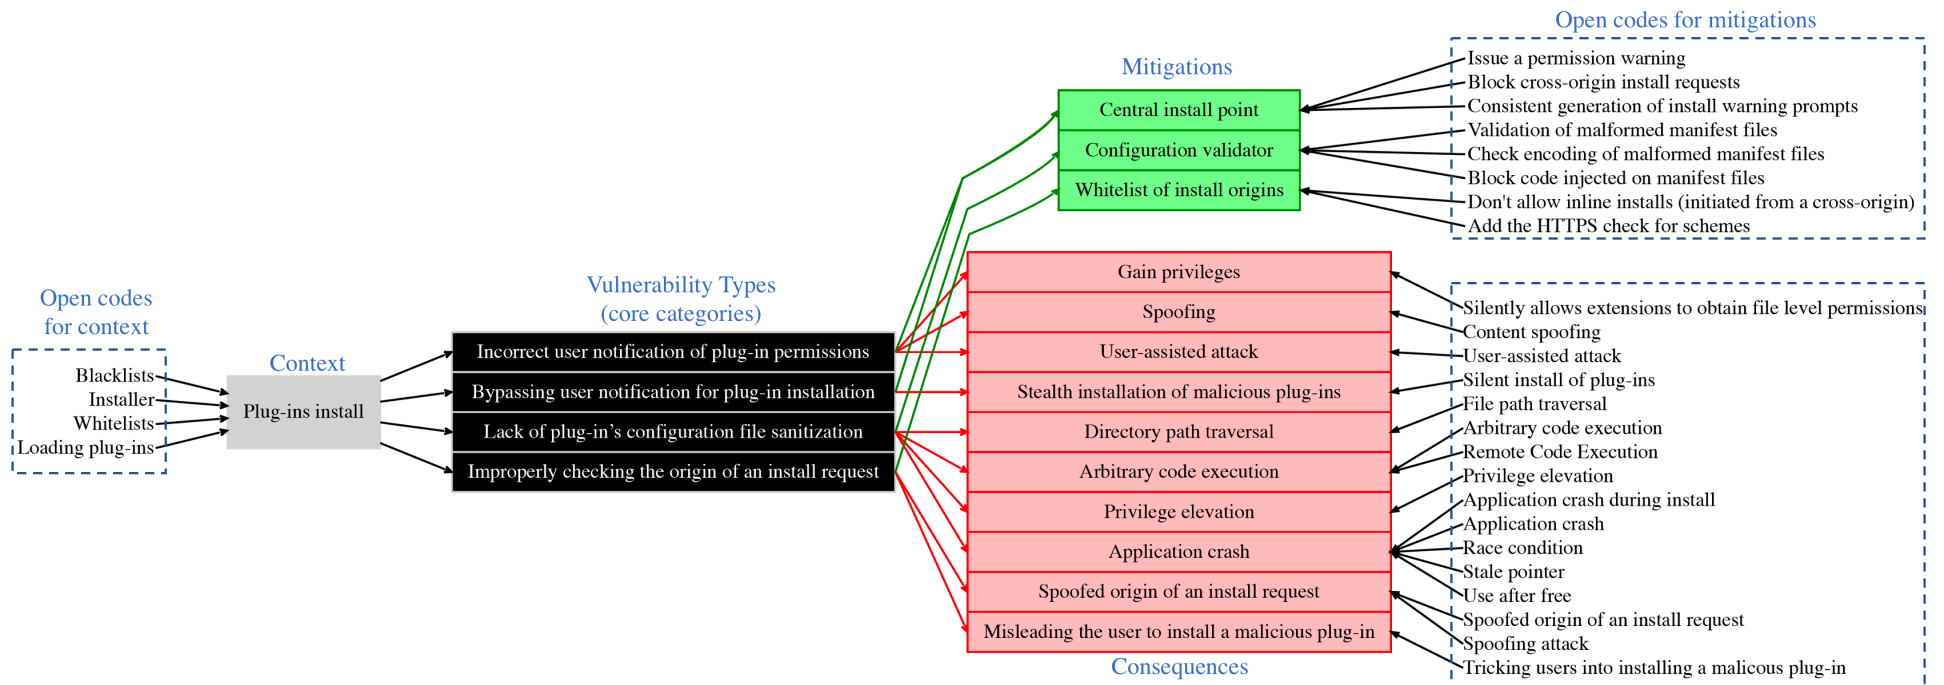 Open codes
for context
Blacklists
Installer
Whitelists
Loading plug-ins
Context
Plug-ins install
Vulnerability Types
(core categories)
Incorrect user notification of plug-in permissions
Bypassing user notification for plug-in installation
Lack of plug-in’s configuration file sanitization
Improperly checking the origin of an install request
Mitigations
Central install point
Configuration validator
Whitelist of install origins
Gain privileges
Spoofing
User-assisted attack
Stealth installation of malicious plug-ins
Directory path traversal
Arbitrary code execution
Privilege elevation
Application crash
Spoofed origin of an install request
Misleading the user to install a malicious plug-in
Consequences
Open codes for mitigations
Issue a permission warning
Block cross-origin install requests
Consistent generation of install warning prompts
Validation of malformed manifest files
Check encoding of malformed manifest files
Block code injected on manifest files
Don't allow inline installs (initiated from a cross-origin)
Add the HTTPS check for schemes
Silently allows extensions to obtain file level permissions
Content spoofing
User-assisted attack
Silent install of plug-ins
File path traversal
Arbitrary code execution
Remote Code Execution
Privilege elevation
Application crash during install
Application crash
Race condition
Stale pointer
Use after free
Spoofed origin of an install request
Spoofing attack
Tricking users into installing a malicous plug-in